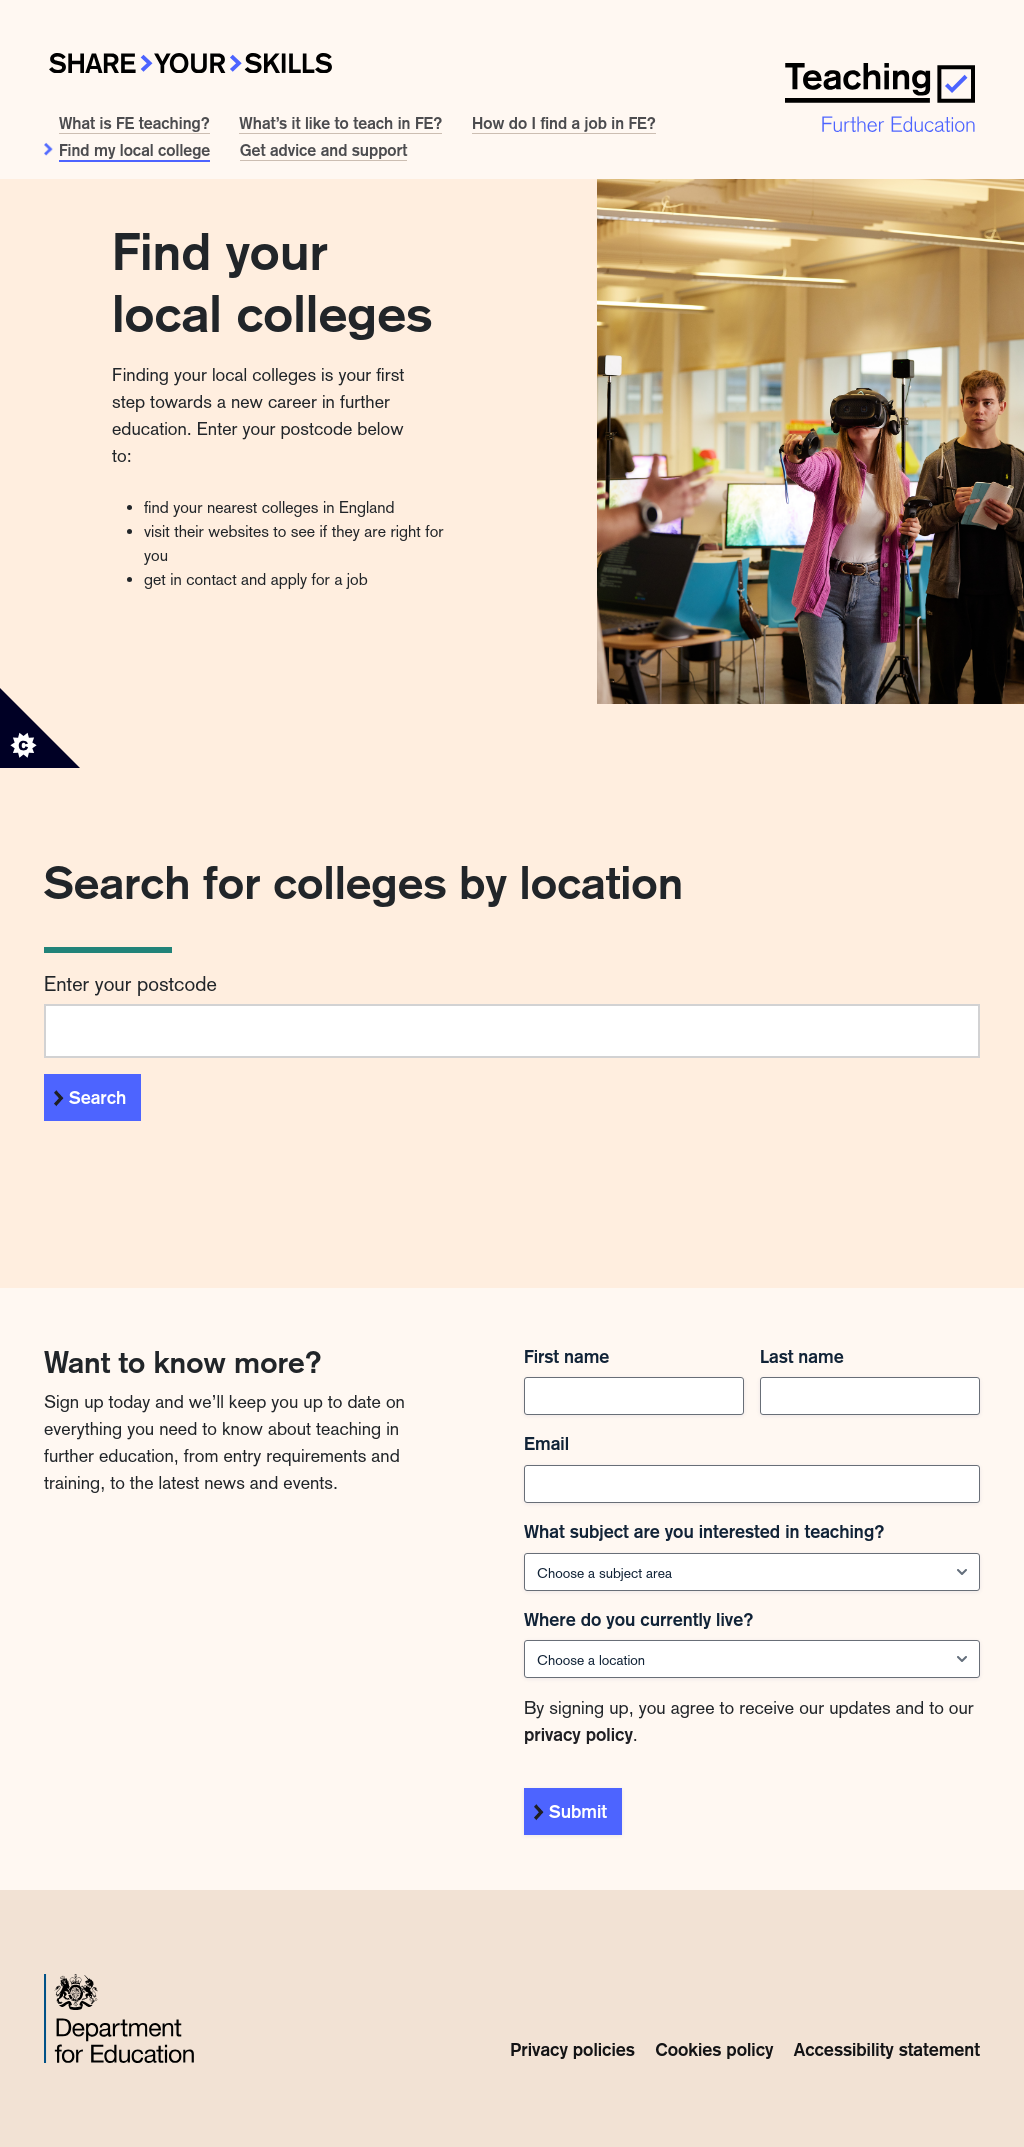 SHARE YOUR SKILLS
Teaching
Further Education
What is FE teaching?
What's it like to teach in FE?
How do I find a job in FE?
Find my local college
Get advice and support
Find your
local colleges
Finding your local colleges is your first
step towards a new career in further
education. Enter your postcode below
to:
find your nearest colleges in England
visit their websites to see if they are right for
you
get in contact and apply for a job
C
Search for colleges by location
Enter your postcode
Search
Want to know more?
Sign up today and we'll keep you up to date on
everything you need to know about teaching in
further education, from entry requirements and
training, to the latest news and events.
First name
Last name
Email
What subject are you interested in teaching?
Choose a subject area
Where do you currently live?
Choose a location
By signing up, you agree to receive our updates and to our
privacy policy.
Submit
Department
for Education
Privacy policies
Cookies policy
Accessibility statement